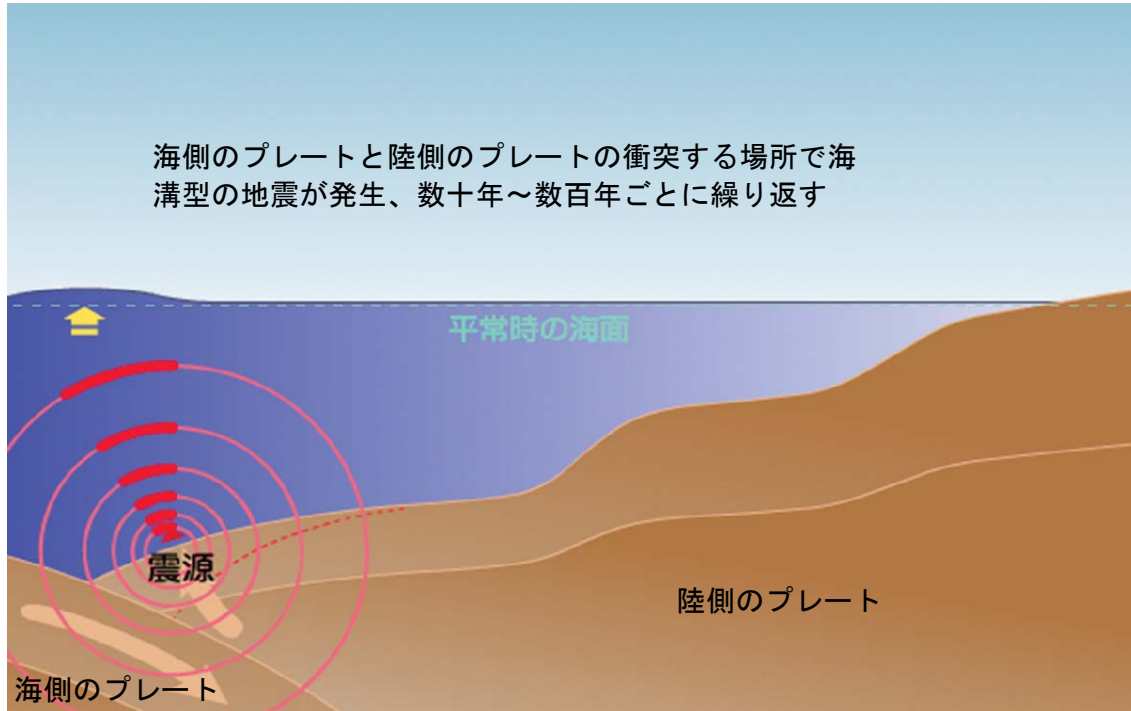 海側のプレートと陸側のプレートの衝突する場所で海
溝型の地震が発生、数十年～数百年ごとに繰り返す
平常時の海面
震源
陸側のプレート
海側のプレート